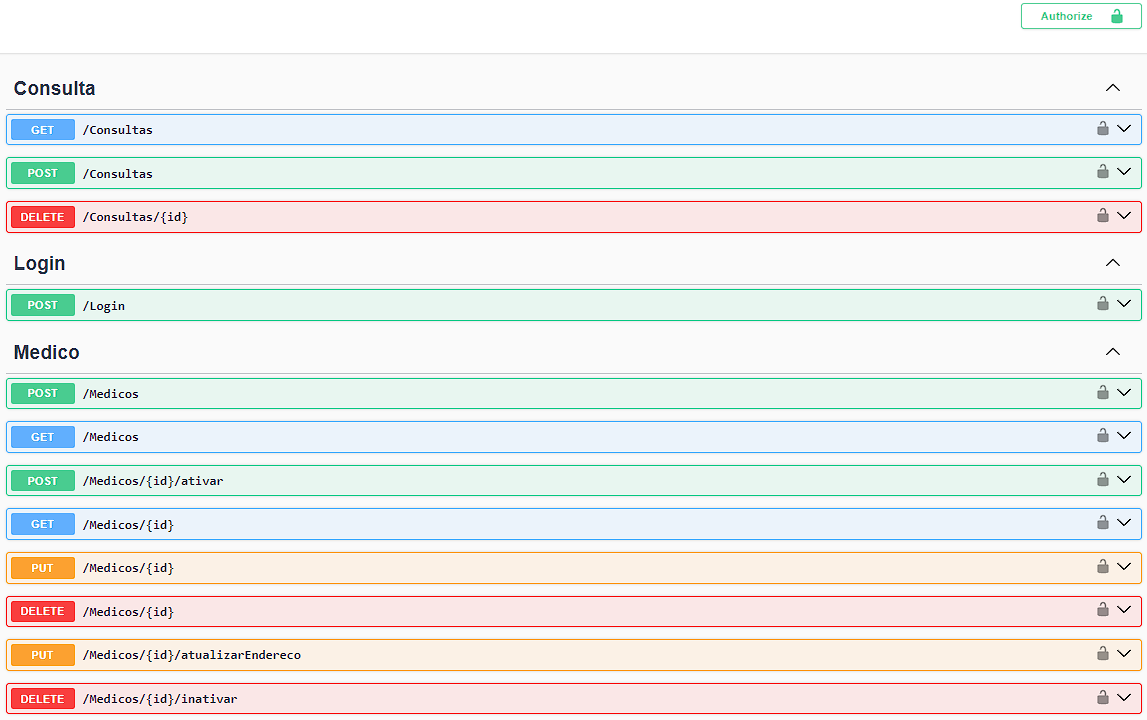 Authorize
Consulta
GET /Consultas
POST /Consultas
DELETE /Consultas/{id}
Login
POST /Login
Medico
POST /Medicos
GET /Medicos
POST /Medicos/{id}/ativar
GET /Medicos/{id}
PUT /Medicos/{id}
DELETE /Medicos/{id}
PUT /Medicos/{id}/atualizarEndereco
DELETE /Medicos/{id}/inativar